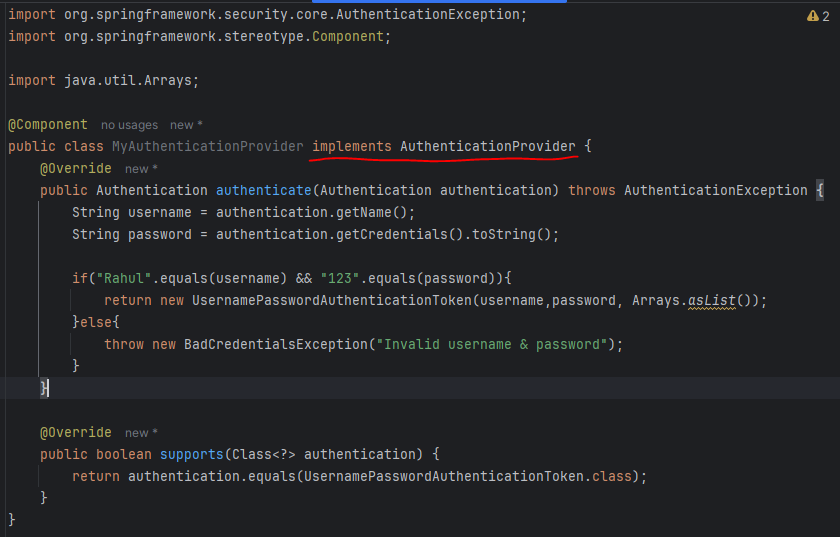 import org.springframework.security.core.AuthenticationException;
2
import org.springframework.stereotype.Component;
import java.util.Arrays;
@Component no usages new *
public class MyAuthenticationProvider implements AuthenticationProvider {
@Override new *
public Authentication authenticate(Authentication authentication) throws AuthenticationException {
String username = authentication.getName();
String password = authentication.getCredentials().toString();
if("Rahul".equals(username) && "123".equals(password)){
return new UsernamePasswordAuthenticationToken(username,password, Arrays.asList());
}else{
throw new BadCredentialsException("Invalid username & password");
}
}
@Override new *
public boolean supports(Class<?> authentication) {
return authentication.equals(UsernamePasswordAuthenticationToken.class);
}
}